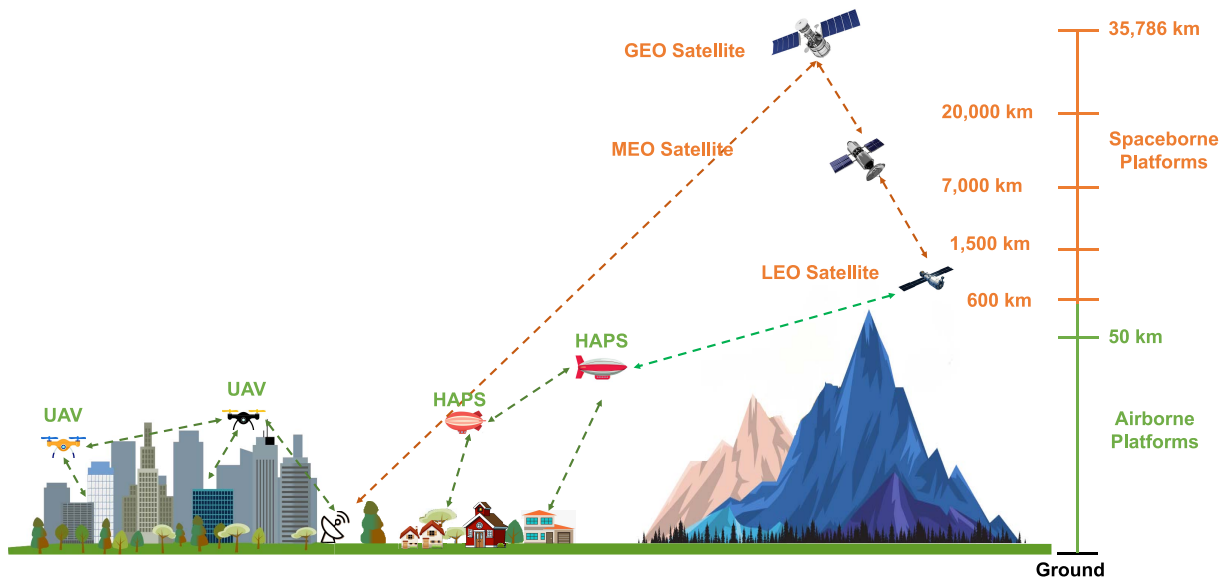 GEO Satellite
35,786 km
20,000 km
MEO Satellite
Spaceborne
Platforms
7,000 km
1,500 km
LEO Satellite
600 km
HAPS
50 km
UAV
UAV
HAPS
Airborne
Platforms
Ground